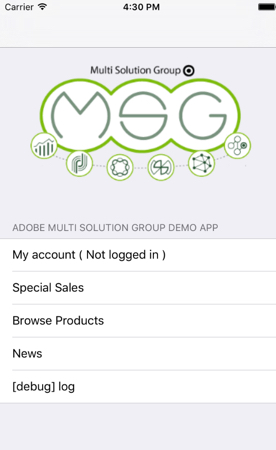 Carrier 4:30 PM
Multi Solution Group
MSG
ADOBE MULTI SOLUTION GROUP DEMO APP
My account ( Not logged in )
Special Sales
Browse Products
News
[debug] log